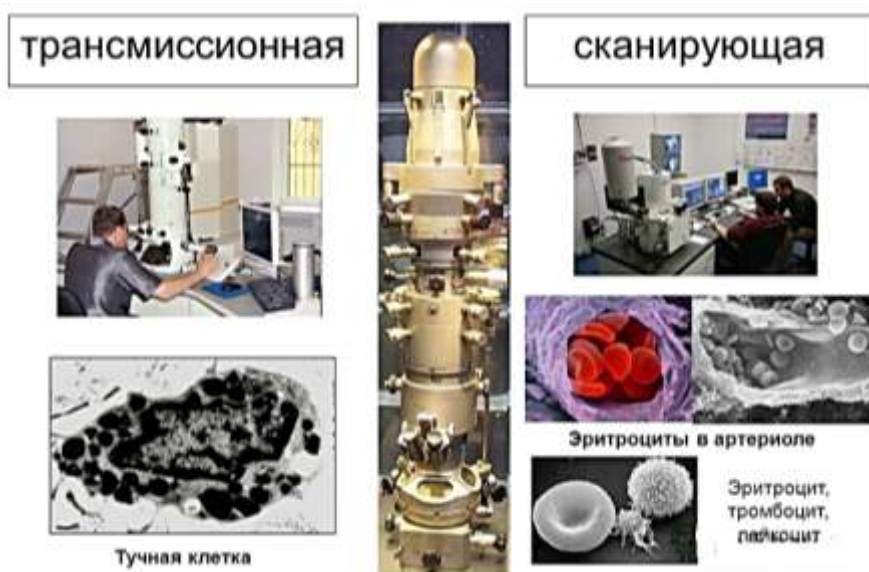 трансмиссионная
сканирующая
Эритроциты в артериоле
Эритроцит,
тромбоцит,
Тучная клетка